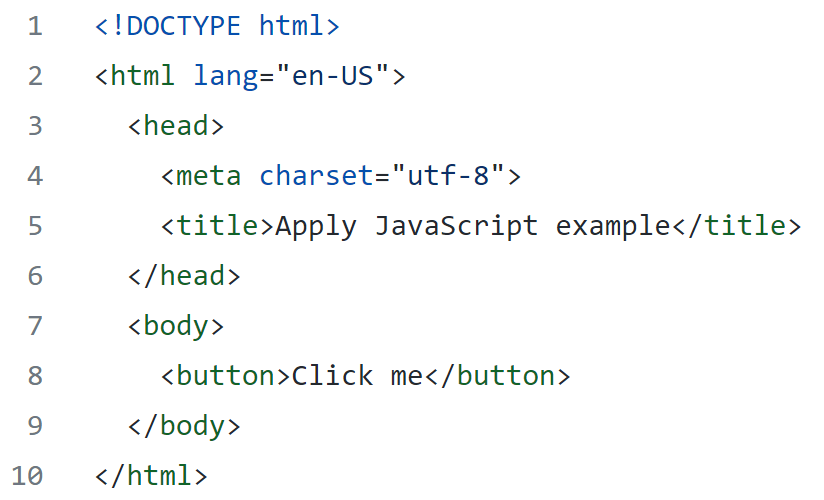 1 <!DOCTYPE html>
2 <html lang="en-US">
3   <head>
4     <meta charset="utf-8">
5     <title>Apply JavaScript example</title>
6   </head>
7   <body>
8     <button>Click me</button>
9   </body>
10 </html>